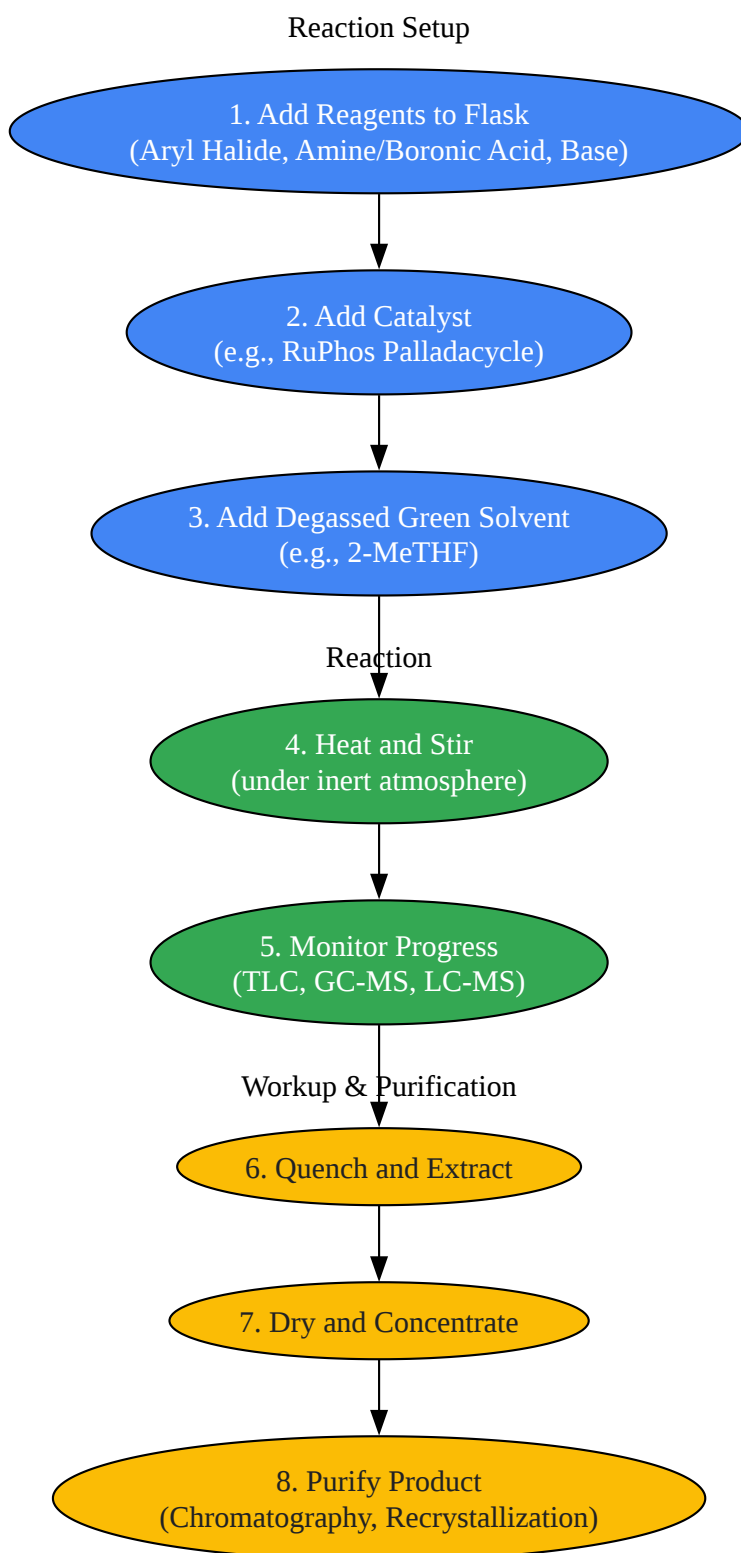 Reaction Setup
1. Add Reagents to Flask
(Aryl Halide, Amine/Boronic Acid, Base)
2. Add Catalyst
(e.g., RuPhos Palladacycle)
3. Add Degassed Green Solvent
(e.g., 2-MeTHF)
Reaction
4. Heat and Stir
(under inert atmosphere)
5. Monitor Progress
(TLC, GC-MS, LC-MS)
Workup & Purification
6. Quench and Extract
7. Dry and Concentrate
8. Purify Product
(Chromatography, Recrystallization)